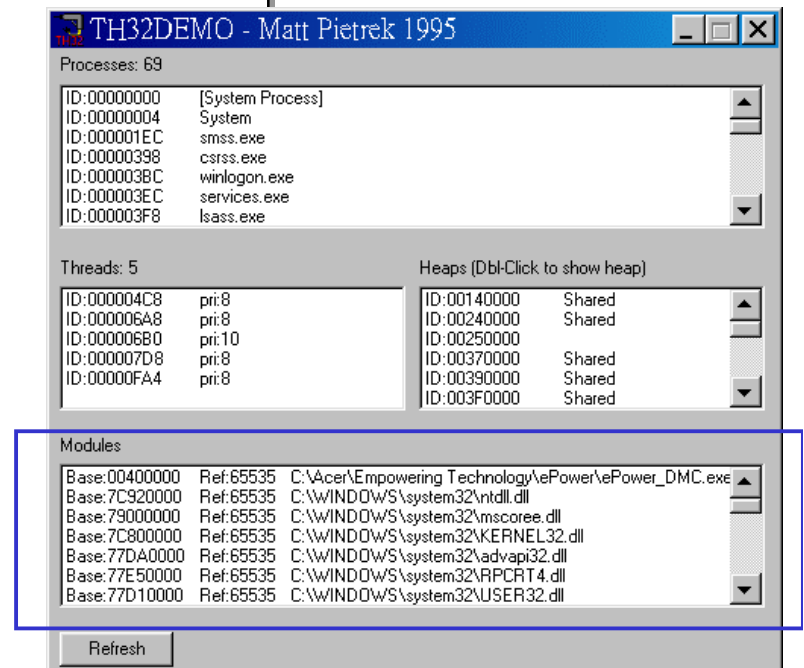 TH32DEMO - Matt Pietrek 1995
Processes: 69
ID:00000000 [System Process]
ID:00000004 System
ID:000001EC smss.exe
ID:00000398 csrss.exe
ID:000003BC winlogon.exe
ID:000003EC services.exe
ID:000003F8 lsass.exe
Threads: 5
ID:000004C8 pri:8
ID:000006A8 pri:8
ID:000006B0 pri:10
ID:000007D8 pri:8
ID:00000FA4 pri:8
Heaps (Dbl-Click to show heap)
ID:00140000 Shared
ID:00240000 Shared
ID:00250000
ID:00370000 Shared
ID:00390000 Shared
ID:003F0000 Shared
Modules
Base:00400000 Ref:65535 C:\Acer\Empowering Technology\ePower\ePower_DMC.exe
Base:7C920000 Ref:65535 C:\WINDOWS\system32\ntdll.dll
Base:79000000 Ref:65535 C:\WINDOWS\system32\mscoree.dll
Base:7C800000 Ref:65535 C:\WINDOWS\system32\KERNEL32.dll
Base:77DA0000 Ref:65535 C:\WINDOWS\system32\advapi32.dll
Base:77E50000 Ref:65535 C:\WINDOWS\system32\RPCRT4.dll
Base:77D10000 Ref:65535 C:\WINDOWS\system32\USER32.dll
Refresh